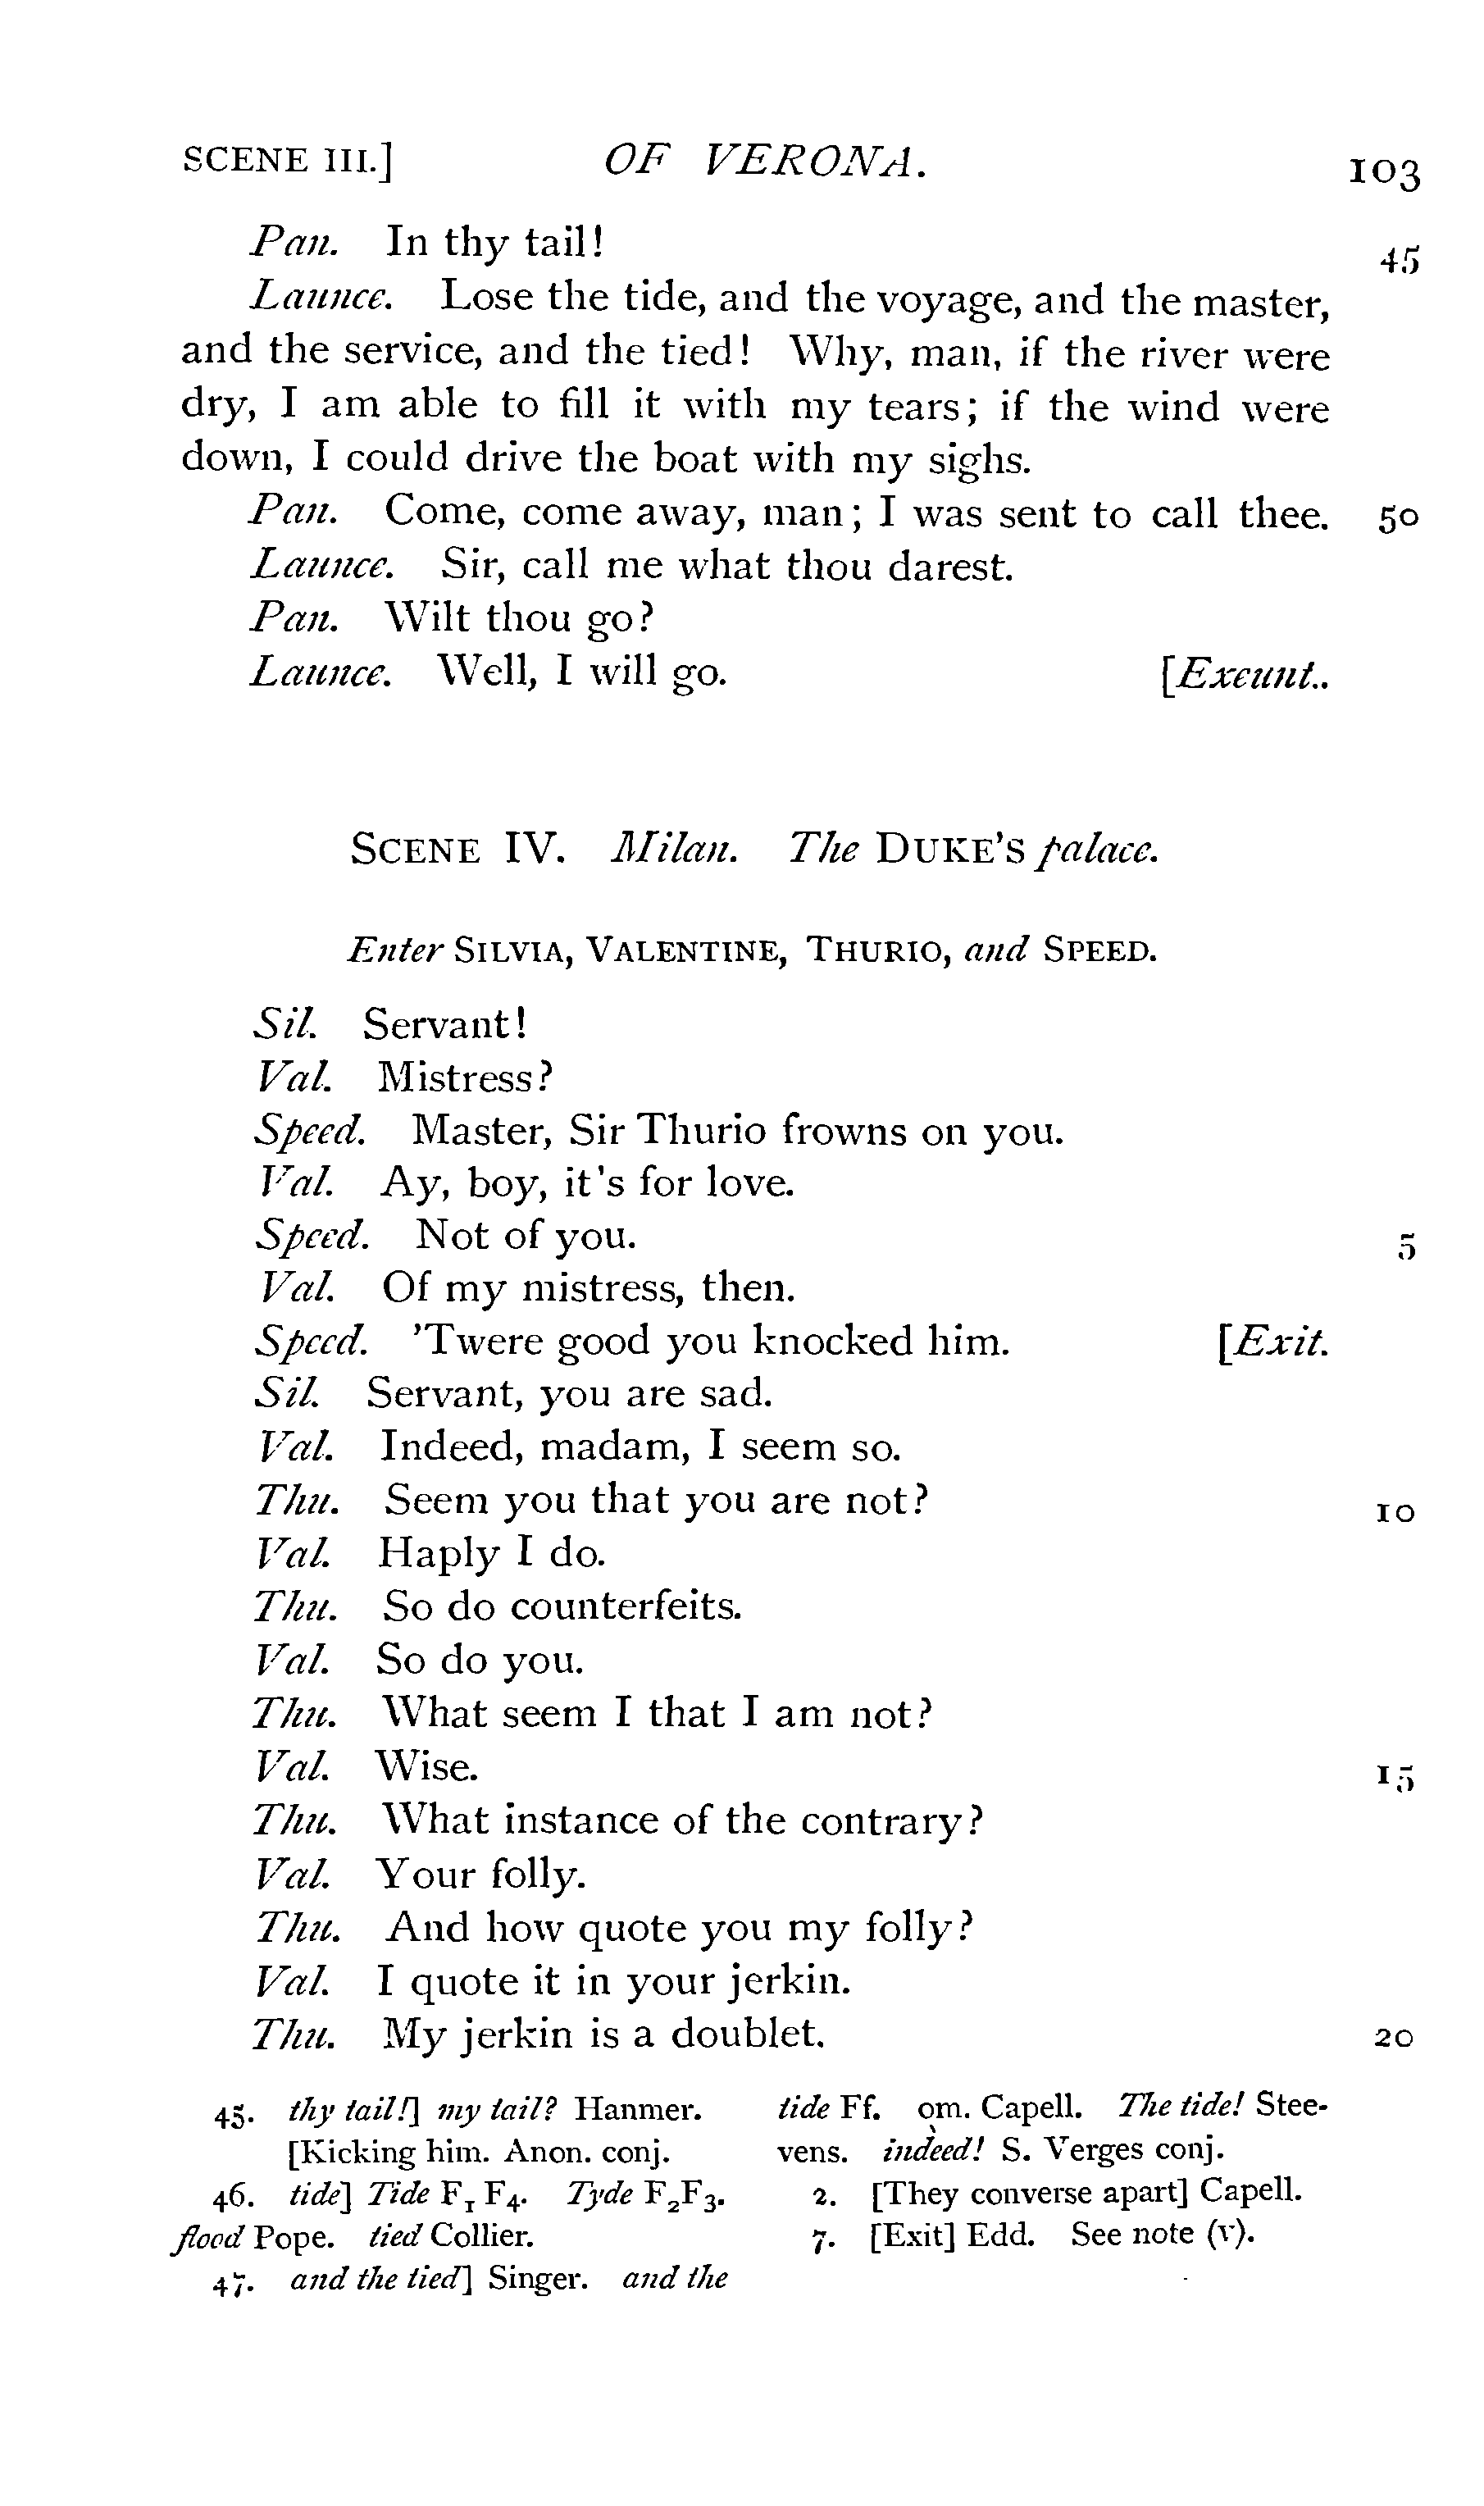 SCENE III.] OF VERONA. 103
Pan. In thy tail! 45
Launce. Lose the tide, and the voyage, and the master,
and the service, and the tied! Why, man, if the river were
dry, I am able to fill it with my tears; if the wind were
down, I could drive the boat with my sighs.
Pan. Come, come away, man; I was sent to call thee. 50
Launce. Sir, call me what thou darest.
Pan. Wilt thou go?
Launce. Well, I will go. [Exeunt..
SCENE IV. Milan. The DUKE'S palace.
Enter SILVIA, VALENTINE, THURIO, and SPEED.
Sil. Servant!
Val. Mistress?
Speed. Master, Sir Thurio frowns on you.
Val. Ay, boy, it's for love.
Speed. Not of you. 5
Val. Of my mistress, then.
Speed. 'Twere good you knocked him. [Exit.
Sil. Servant, you are sad.
Val. Indeed, madam, I seem so.
Thu. Seem you that you are not? 10
Val. Haply I do.
Thu. So do counterfeits.
Val. So do you.
Thu. What seem I that I am not?
Val. Wise. 15
Thu. What instance of the contrary?
Val. Your folly.
Thu. And how quote you my folly?
Val. I quote it in your jerkin.
Thu. My jerkin is a doublet. 20
45. thy tail!] my tail? Hanmer.
[Kicking him. Anon. conj.
46. tide] Tide F1 F4. Tyde F2F3.
flood Pope. tied Collier.
47. and the tied] Singer. and the
tide Ff. om. Capell. The tide! Stee-
vens. indeed! S. Verges conj.
2. [They converse apart] Capell.
7. [Exit] Edd. See note (v).